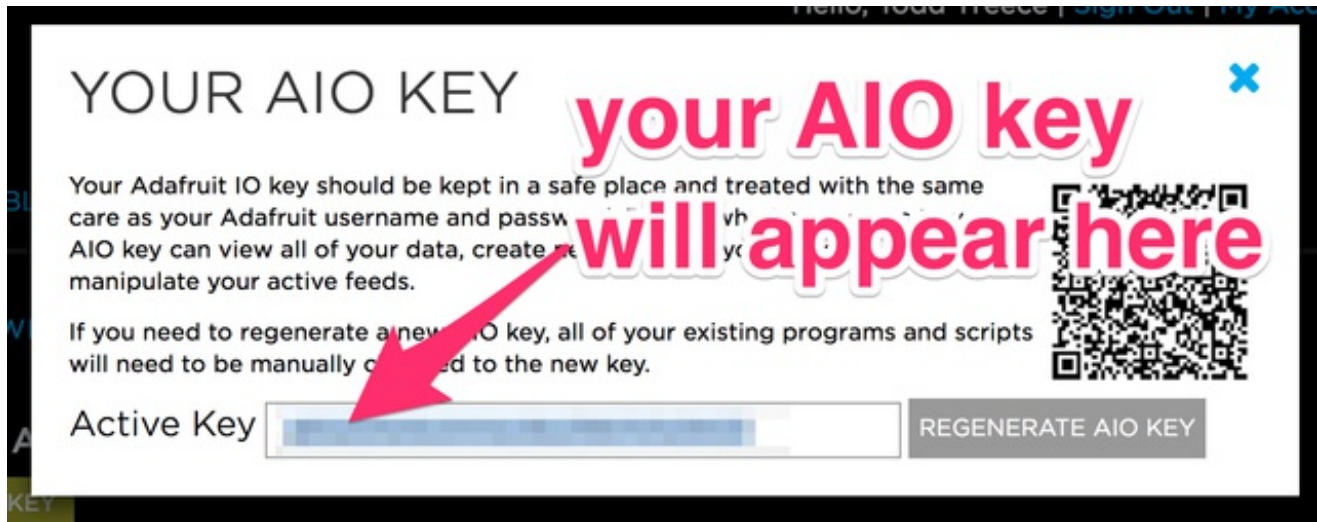 Hello, Todd Treece | Sign Out | My Acc
YOUR AIO KEY
your AIO key
will appear here
Your Adafruit IO key should be kept in a safe place and treated with the same
care as your Adafruit username and
AIO key can view all of your data, create
manipulate your active feeds.
If you need to regenerate a new AIO key, all of your existing programs and scripts
will need to be manually to the new key.
Active Key
REGENERATE AIO KEY
KEY